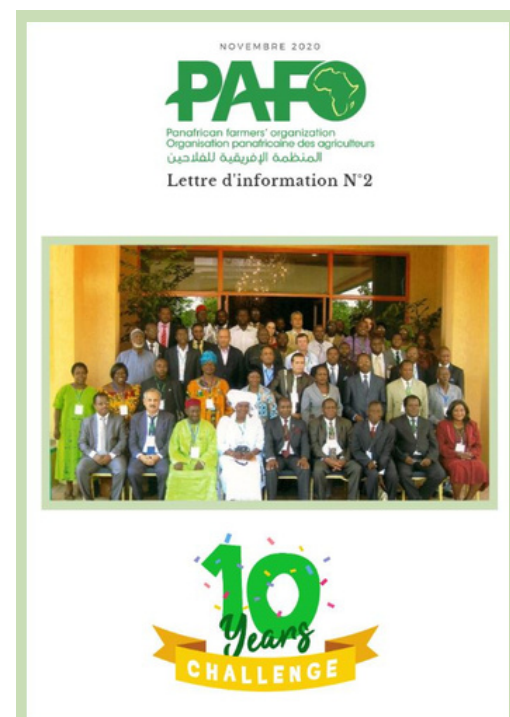 NOVEMBRE 2020
PAFO
Panafrican farmers' organization
Organisation panafricaine des agriculteurs
المنظمة الإفريقية للفلاحين
Lettre d'information N°2
10
Years
CHALLENGE